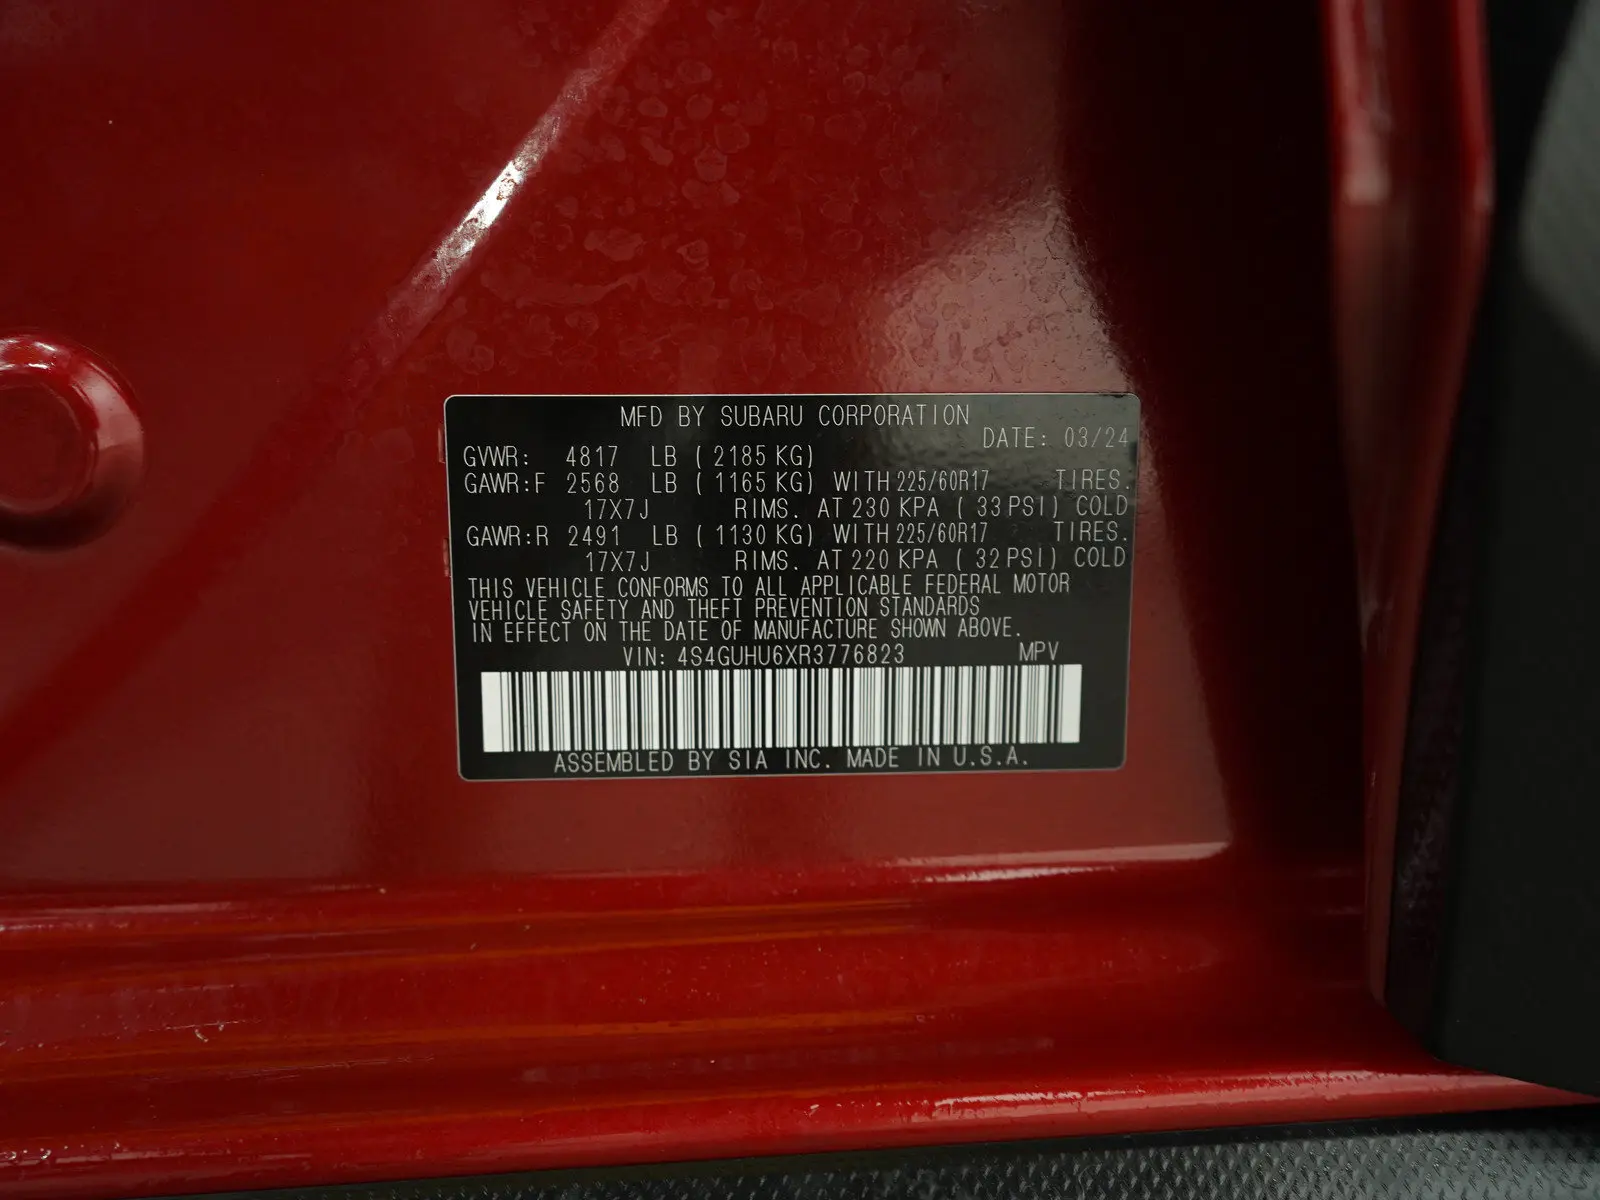 MFD BY SUBARU CORPORATION
DATE: 03/24
GVWR: 4817 LB ( 2185 KG)
GAWR:F 2568 LB ( 1165 KG) WITH 225/60R17 TIRES.
17X7J RIMS. AT 230 KPA ( 33 PSI) COLD
GAWR:R 2491 LB ( 1130 KG) WITH 225/60R17 TIRES.
17X7J RIMS. AT 220 KPA ( 32 PSI) COLD
THIS VEHICLE CONFORMS TO ALL APPLICABLE FEDERAL MOTOR
VEHICLE SAFETY AND THEFT PREVENTION STANDARDS
IN EFFECT ON THE DATE OF MANUFACTURE SHOWN ABOVE.
VIN: 4S4GUHU6XR3776823 MPV
ASSEMBLED BY SIA INC. MADE IN U.S.A.